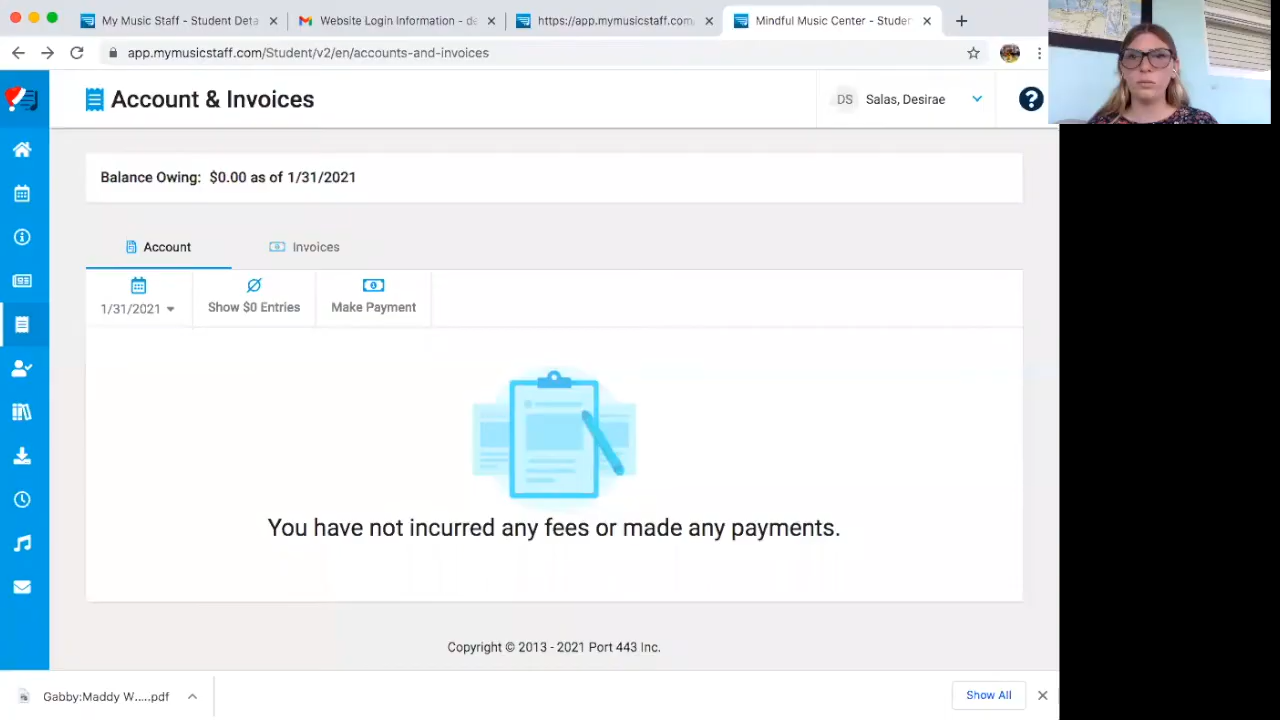 My Music Staff - Student Deta
Website Login Information - ds
https://app.mymusicstaff.com
Mindful Music Center - Studen
app.mymusicstaff.com/Student/v2/en/accounts-and-invoices
Account & Invoices
DS
Salas, Desirae
?
Balance Owing: $0.00 as of 1/31/2021
Account
Invoices
1/31/2021
Show $0 Entries
Make Payment
You have not incurred any fees or made any payments.
Copyright © 2013 - 2021 Port 443 Inc.
Gabby:Maddy W.....pdf
Show All